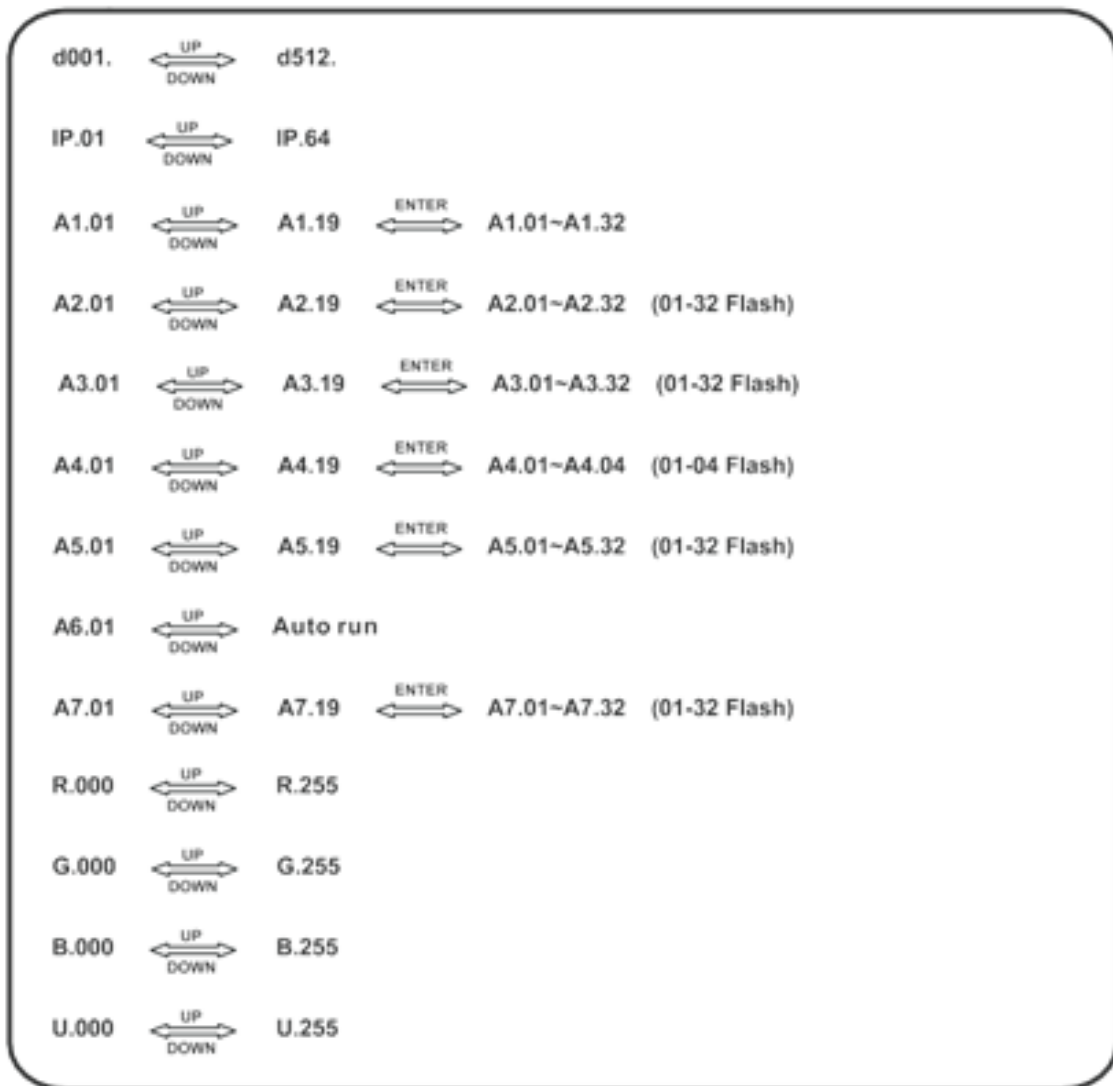 d001. UP DOWN d512.
IP.01 UP DOWN IP.64
A1.01 UP DOWN A1.19 ENTER A1.01~A1.32
A2.01 UP DOWN A2.19 ENTER A2.01~A2.32 (01-32 Flash)
A3.01 UP DOWN A3.19 ENTER A3.01~A3.32 (01-32 Flash)
A4.01 UP DOWN A4.19 ENTER A4.01~A4.04 (01-04 Flash)
A5.01 UP DOWN A5.19 ENTER A5.01~A5.32 (01-32 Flash)
A6.01 UP DOWN Auto run
A7.01 UP DOWN A7.19 ENTER A7.01~A7.32 (01-32 Flash)
R.000 UP DOWN R.255
G.000 UP DOWN G.255
B.000 UP DOWN B.255
U.000 UP DOWN U.255